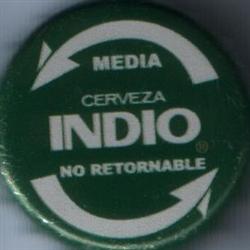 MEDIA
CERVEZA
INDIO®
NO RETORNABLE